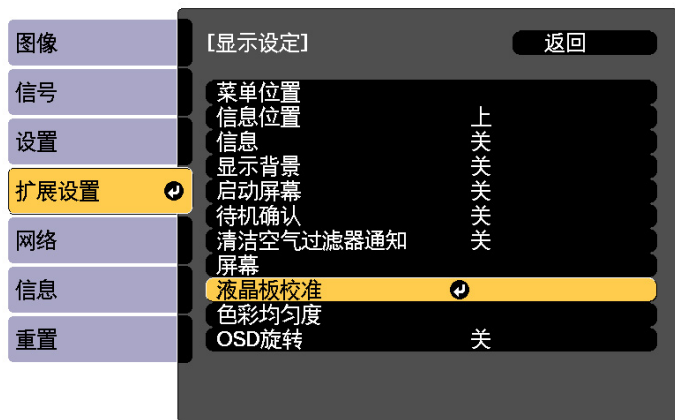 图像
信号
设置
扩展设置
网络
信息
重置
[显示设定]
返回
菜单位置
信息位置 上
信息 关
显示背景 关
启动屏幕 关
待机确认 关
清洁空气过滤器通知 关
屏幕
液晶板校准
色彩均匀度
OSD旋转 关